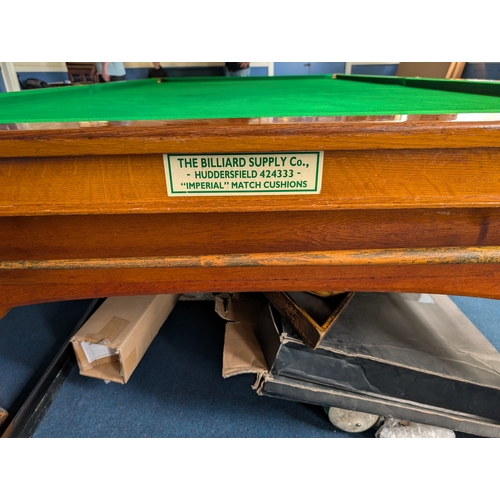 THE BILLIARD SUPPLY Co.,
- HUDDERSFIELD 424333 -
"IMPERIAL" MATCH CUSHIONS